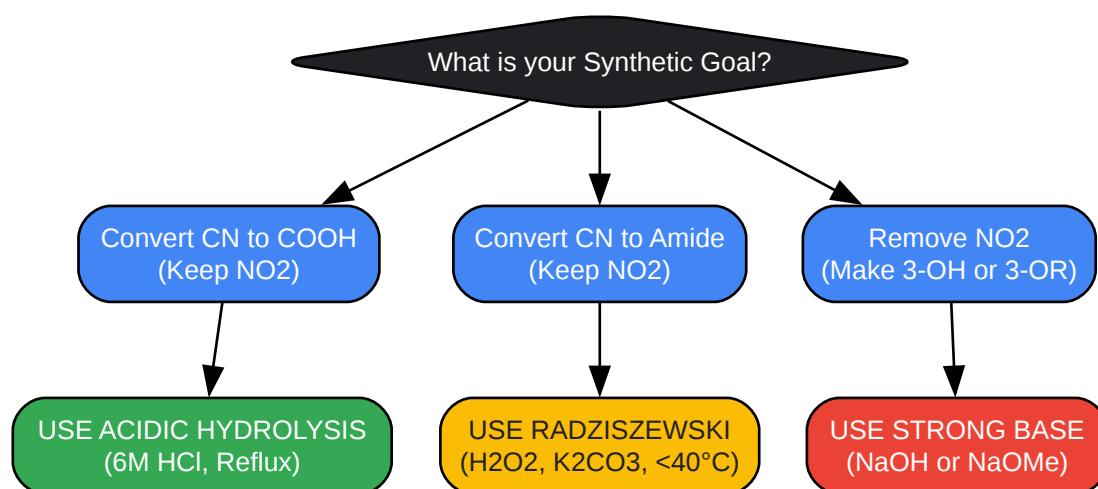 What is your Synthetic Goal?
Convert CN to COOH
(Keep NO2)
Convert CN to Amide
(Keep NO2)
Remove NO2
(Make 3-OH or 3-OR)
USE ACIDIC HYDROLYSIS
(6M HCl, Reflux)
USE RADZISZEWSKI
(H2O2, K2CO3, <40°C)
USE STRONG BASE
(NaOH or NaOMe)